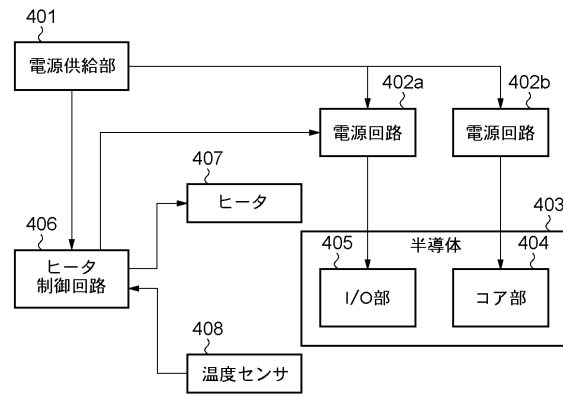 401
電源供給部
402a
電源回路
402b
電源回路
407
ヒータ
403
半導体
406
ヒータ
制御回路
405
I/O部
404
コア部
408
温度センサ